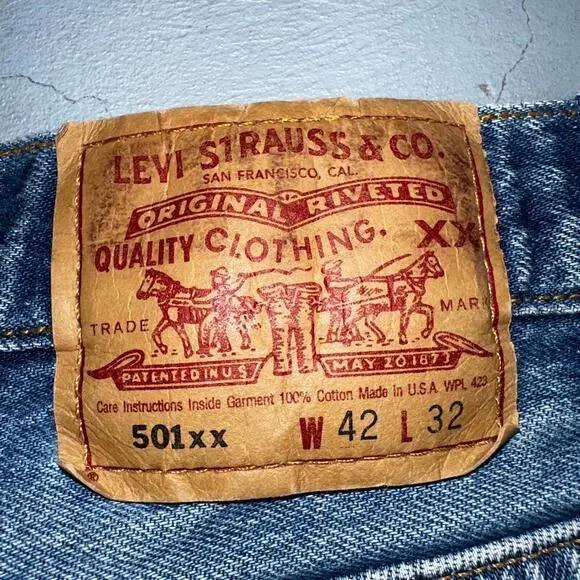 LEVI STRAUSS & CO.
SAN FRANCISCO, CAL.
ORIGINAL RIVETED
QUALITY CLOTHING. XX
TRADE MARK
PATENTED IN U.S. MAY 20 1873
Care Instructions Inside Garment 100% Cotton Made in U.S.A. WPL 423
501xx W 42 L 32
®